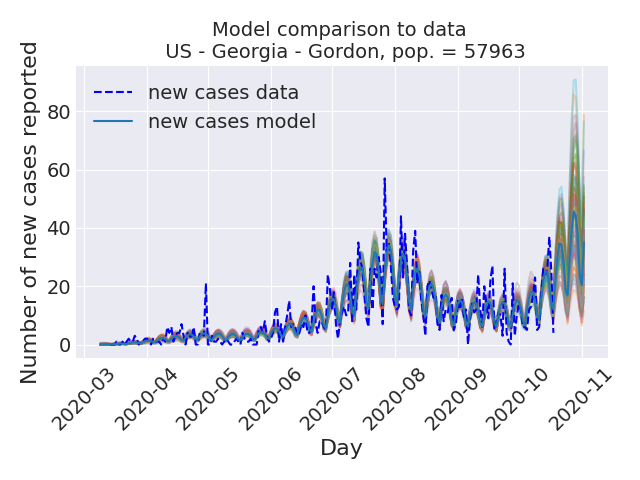 Model comparison to data
US - Georgia - Gordon, pop. = 57963
Number of new cases reported
80
60
40
20
0
new cases data
new cases model
2020-03
2020-04
2020-05
2020-06
2020-07
2020-08
2020-09
2020-10
2020-11
Day